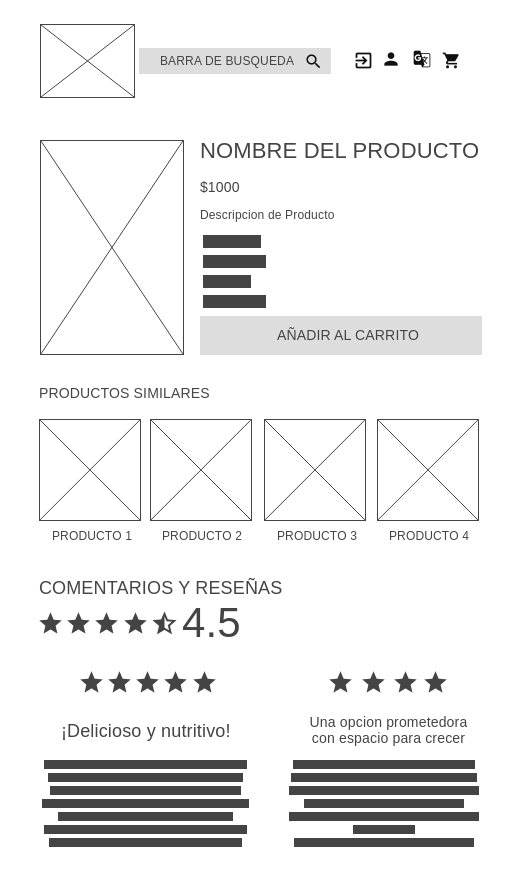 BARRA DE BUSQUEDA
NOMBRE DEL PRODUCTO
$1000
Descripcion de Producto
AÑADIR AL CARRITO
PRODUCTOS SIMILARES
PRODUCTO 1 PRODUCTO 2 PRODUCTO 3 PRODUCTO 4
COMENTARIOS Y RESEÑAS
4.5
¡Delicioso y nutritivo!
Una opcion prometedora
con espacio para crecer